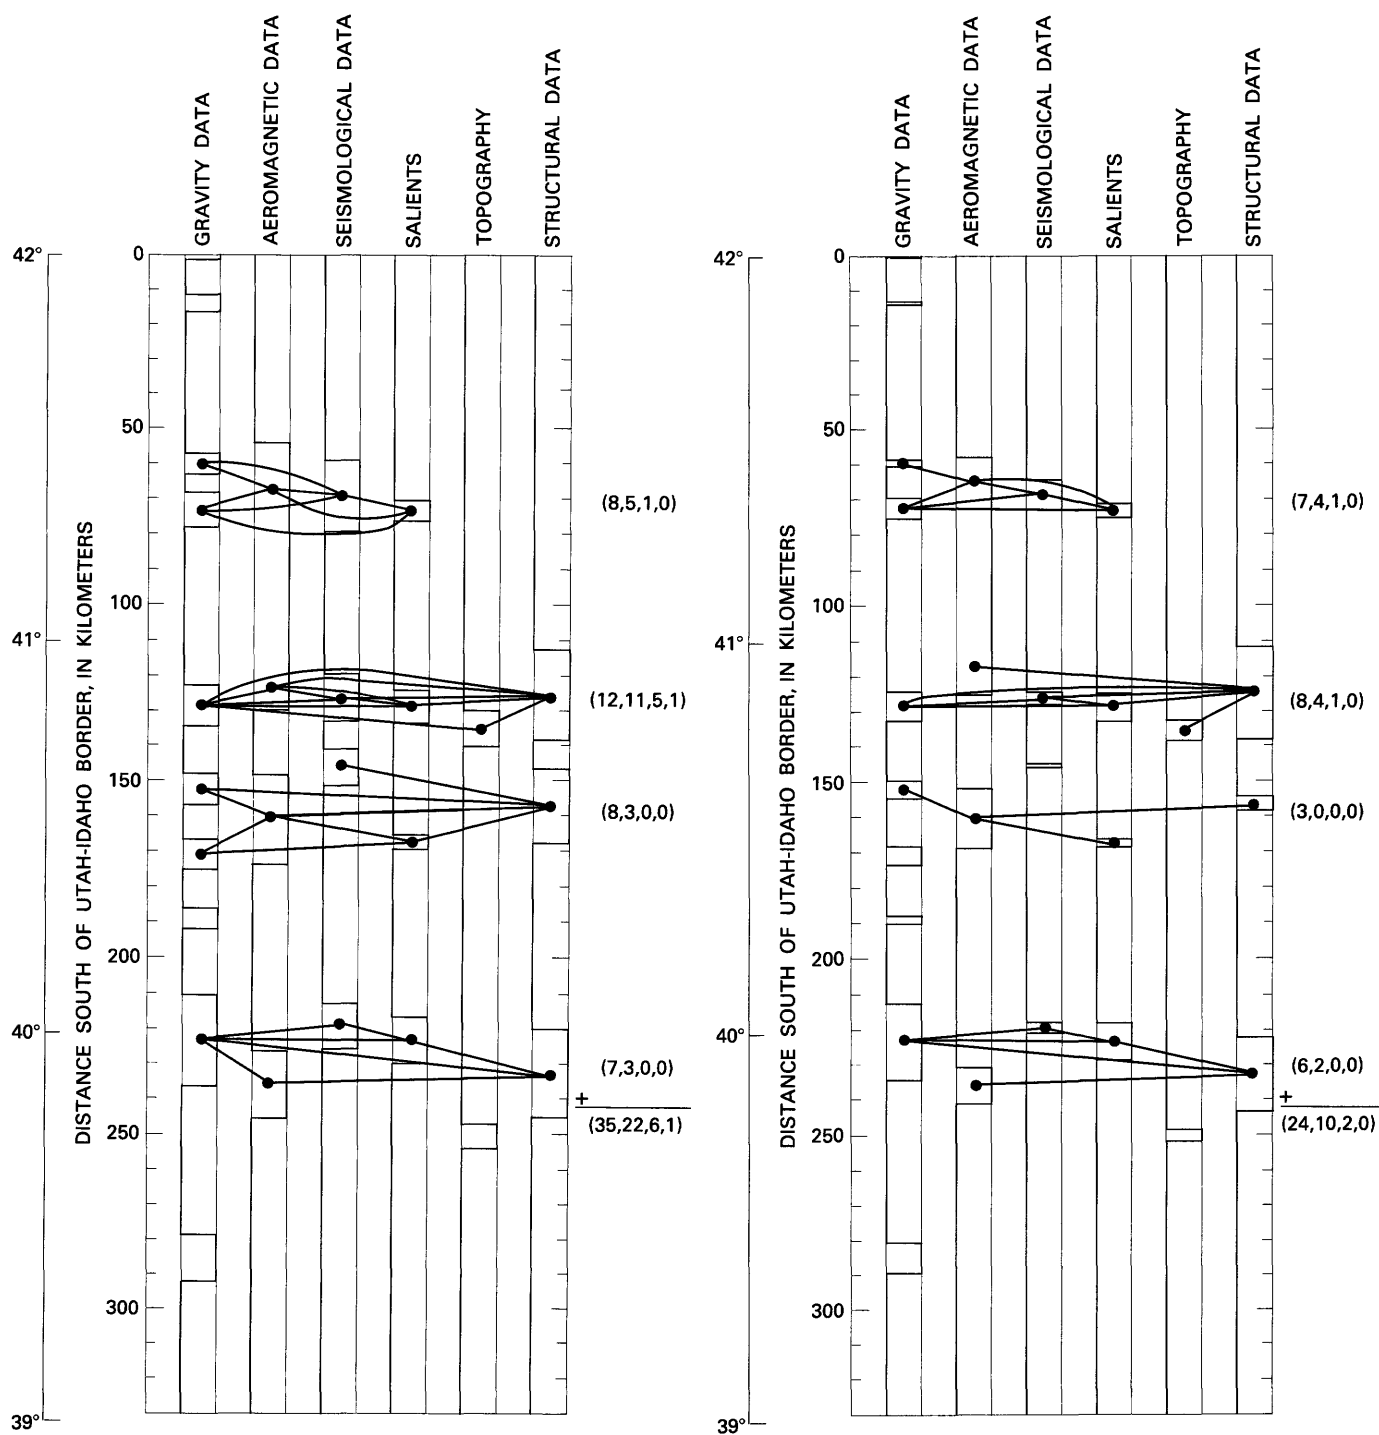 GRAVITY DATA
AEROMAGNETIC DATA
SEISMOLOGICAL DATA
SALIENTS
TOPOGRAPHY
STRUCTURAL DATA
42°
41°
40°
39°
DISTANCE SOUTH OF UTAH-IDAHO BORDER, IN KILOMETERS
0
50
100
150
200
250
300
(8,5,1,0)
(12,11,5,1)
(8,3,0,0)
(7,3,0,0)
+
(35,22,6,1)
GRAVITY DATA
AEROMAGNETIC DATA
SEISMOLOGICAL DATA
SALIENTS
TOPOGRAPHY
STRUCTURAL DATA
42°
41°
40°
39°
DISTANCE SOUTH OF UTAH-IDAHO BORDER, IN KILOMETERS
0
50
100
150
200
250
300
(7,4,1,0)
(8,4,1,0)
(3,0,0,0)
(6,2,0,0)
+
(24,10,2,0)